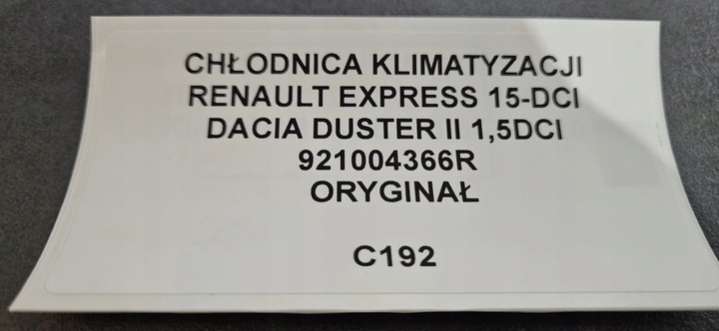 CHŁODNICA KLIMATYZACJI
RENAULT EXPRESS 15-DCI
DACIA DUSTER II 1,5DCI
921004366R
ORYGINAŁ
C192